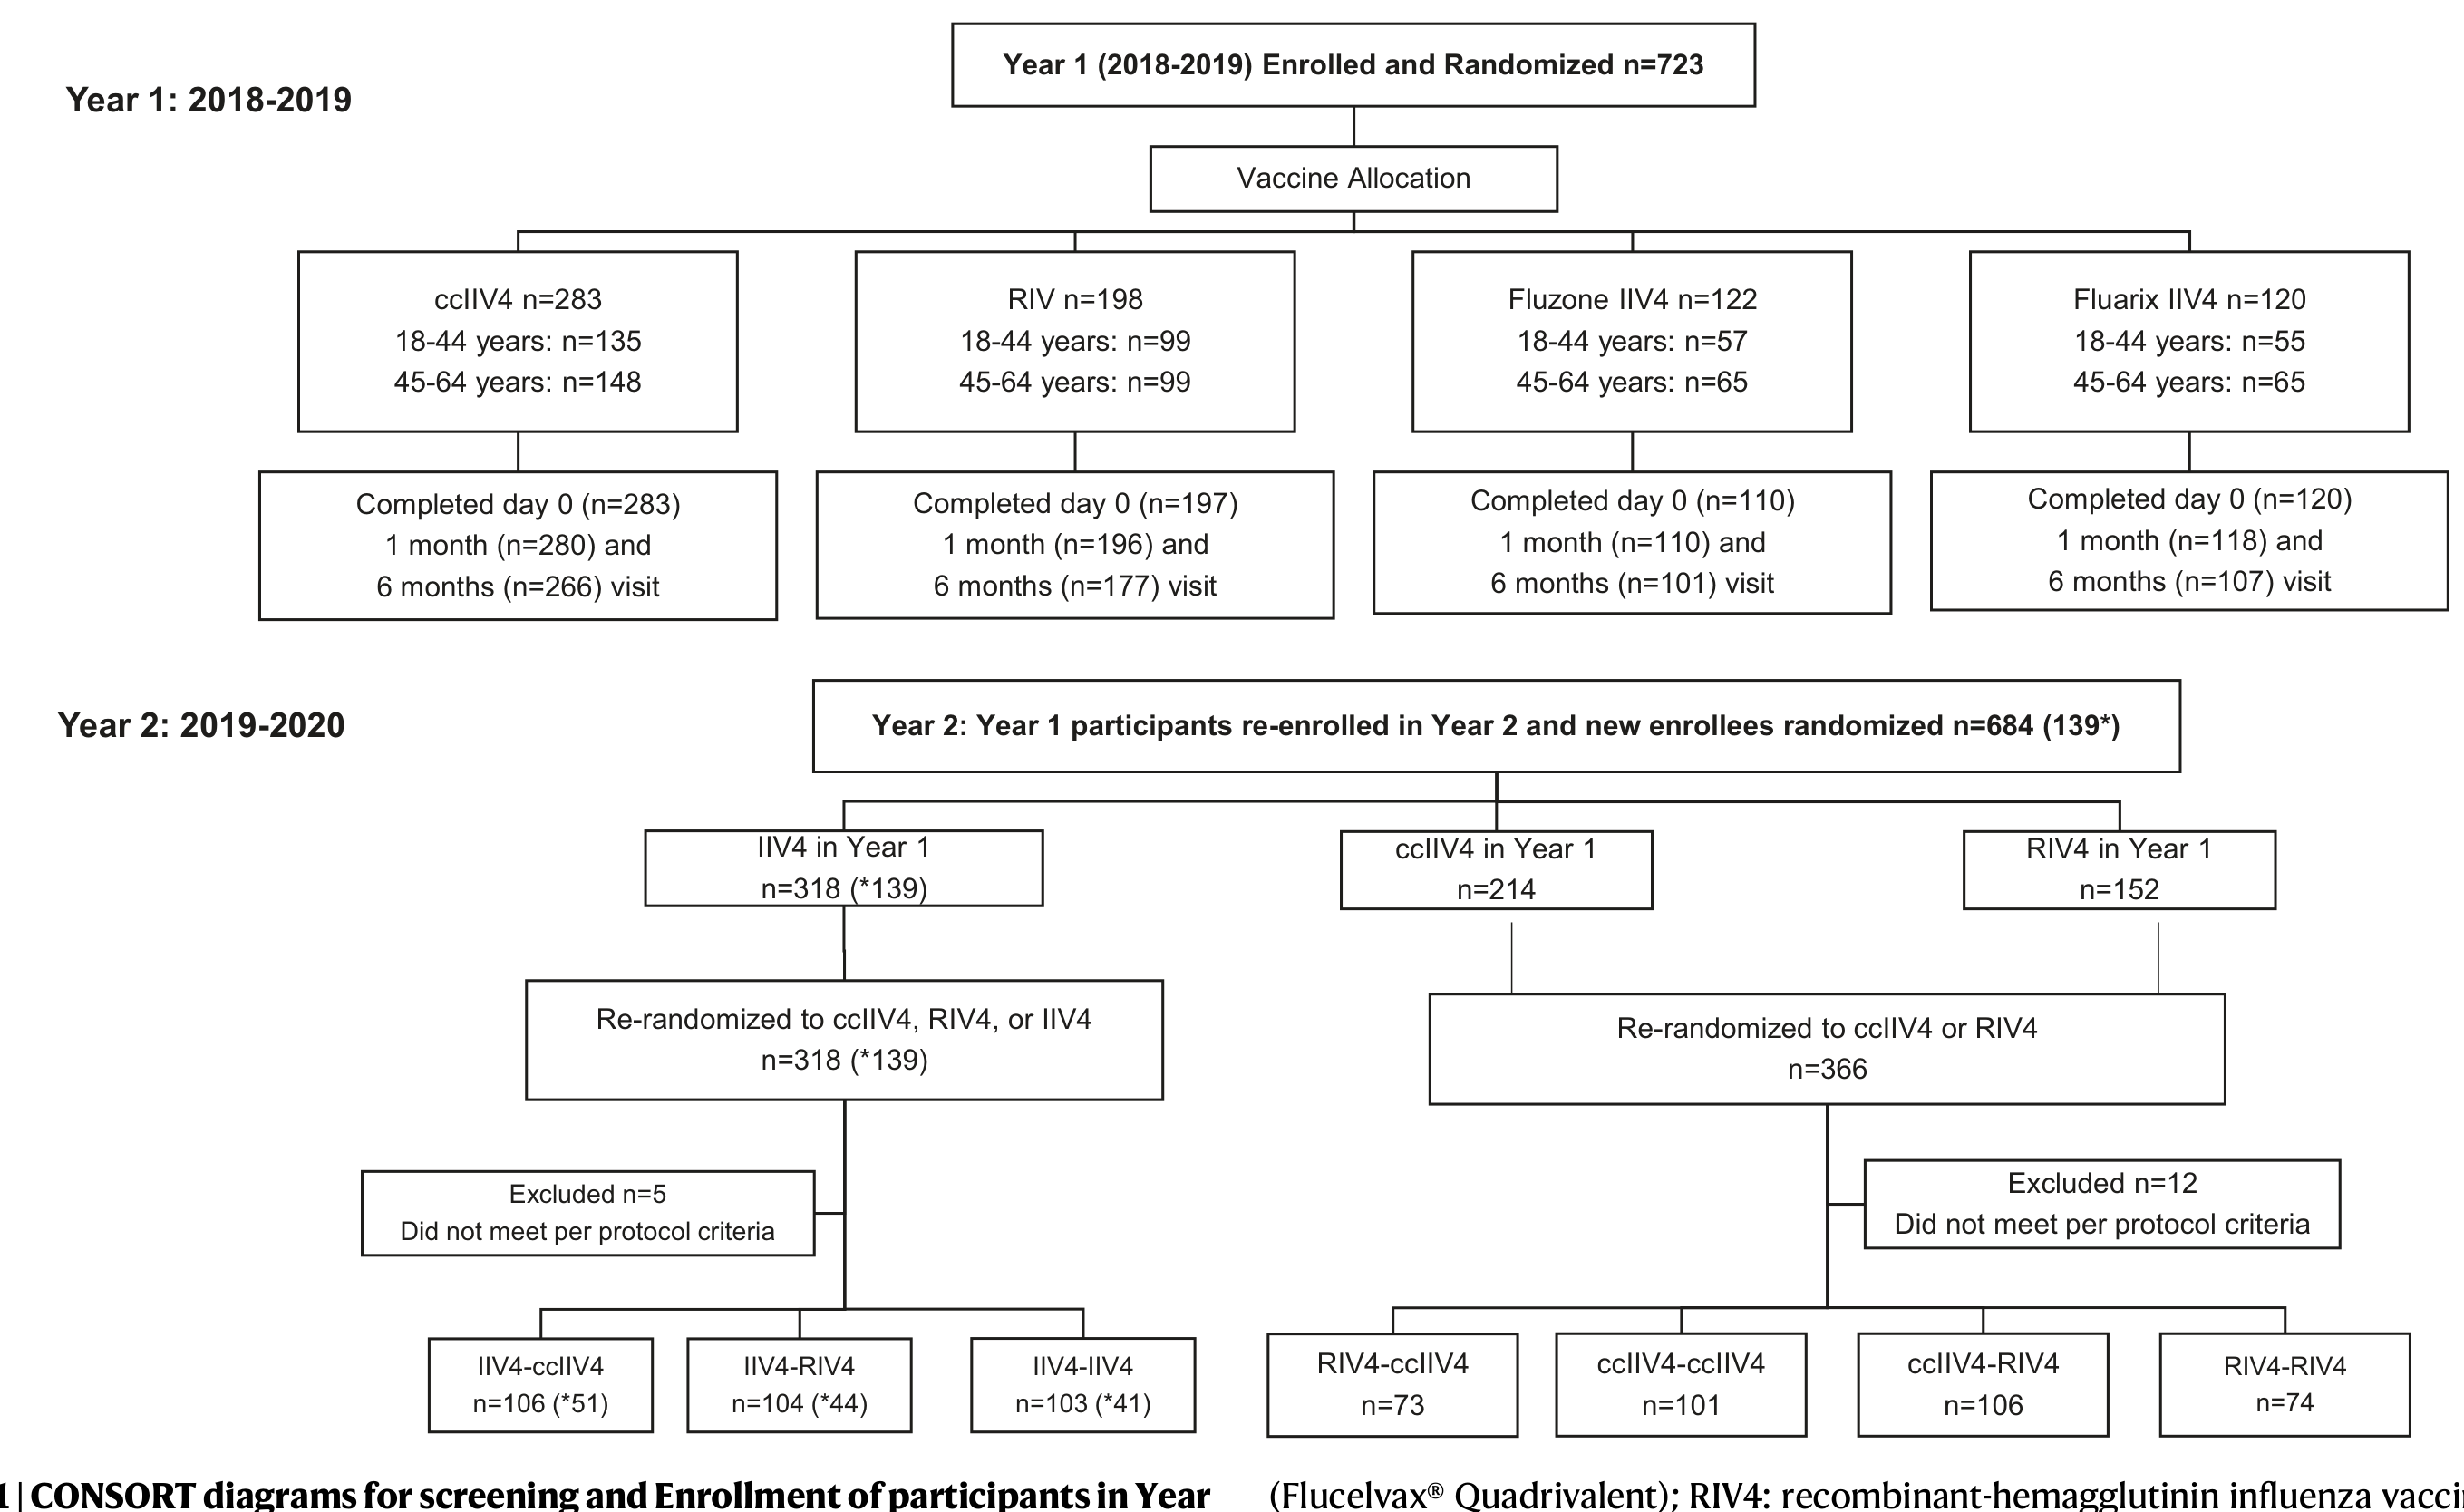 Year 1: 2018-2019
Year 1 (2018-2019) Enrolled and Randomized n=723
Vaccine Allocation
ccIIV4 n=283
18-44 years: n=135
45-64 years: n=148
RIV n=198
18-44 years: n=99
45-64 years: n=99
Fluzone IIV4 n=122
18-44 years: n=57
45-64 years: n=65
Fluarix IIV4 n=120
18-44 years: n=55
45-64 years: n=65
Completed day 0 (n=283)
1 month (n=280) and
6 months (n=266) visit
Completed day 0 (n=197)
1 month (n=196) and
6 months (n=177) visit
Completed day 0 (n=110)
1 month (n=110) and
6 months (n=101) visit
Completed day 0 (n=120)
1 month (n=118) and
6 months (n=107) visit
Year 2: 2019-2020
Year 2: Year 1 participants re-enrolled in Year 2 and new enrollees randomized n=684 (139*)
IIV4 in Year 1
n=318 (*139)
ccIIV4 in Year 1
n=214
RIV4 in Year 1
n=152
Re-randomized to ccIIV4, RIV4, or IIV4
n=318 (*139)
Re-randomized to ccIIV4 or RIV4
n=366
Excluded n=5
Did not meet per protocol criteria
Excluded n=12
Did not meet per protocol criteria
IIV4-ccIIV4
n=106 (*51)
IIV4-RIV4
n=104 (*44)
IIV4-IIV4
n=103 (*41)
RIV4-ccIIV4
n=73
ccIIV4-ccIIV4
n=101
ccIIV4-RIV4
n=106
RIV4-RIV4
n=74
1 | CONSORT diagrams for screening and Enrollment of participants in Year
(Flucelvax® Quadrivalent); RIV4: recombinant-hemagglutinin influenza vacci